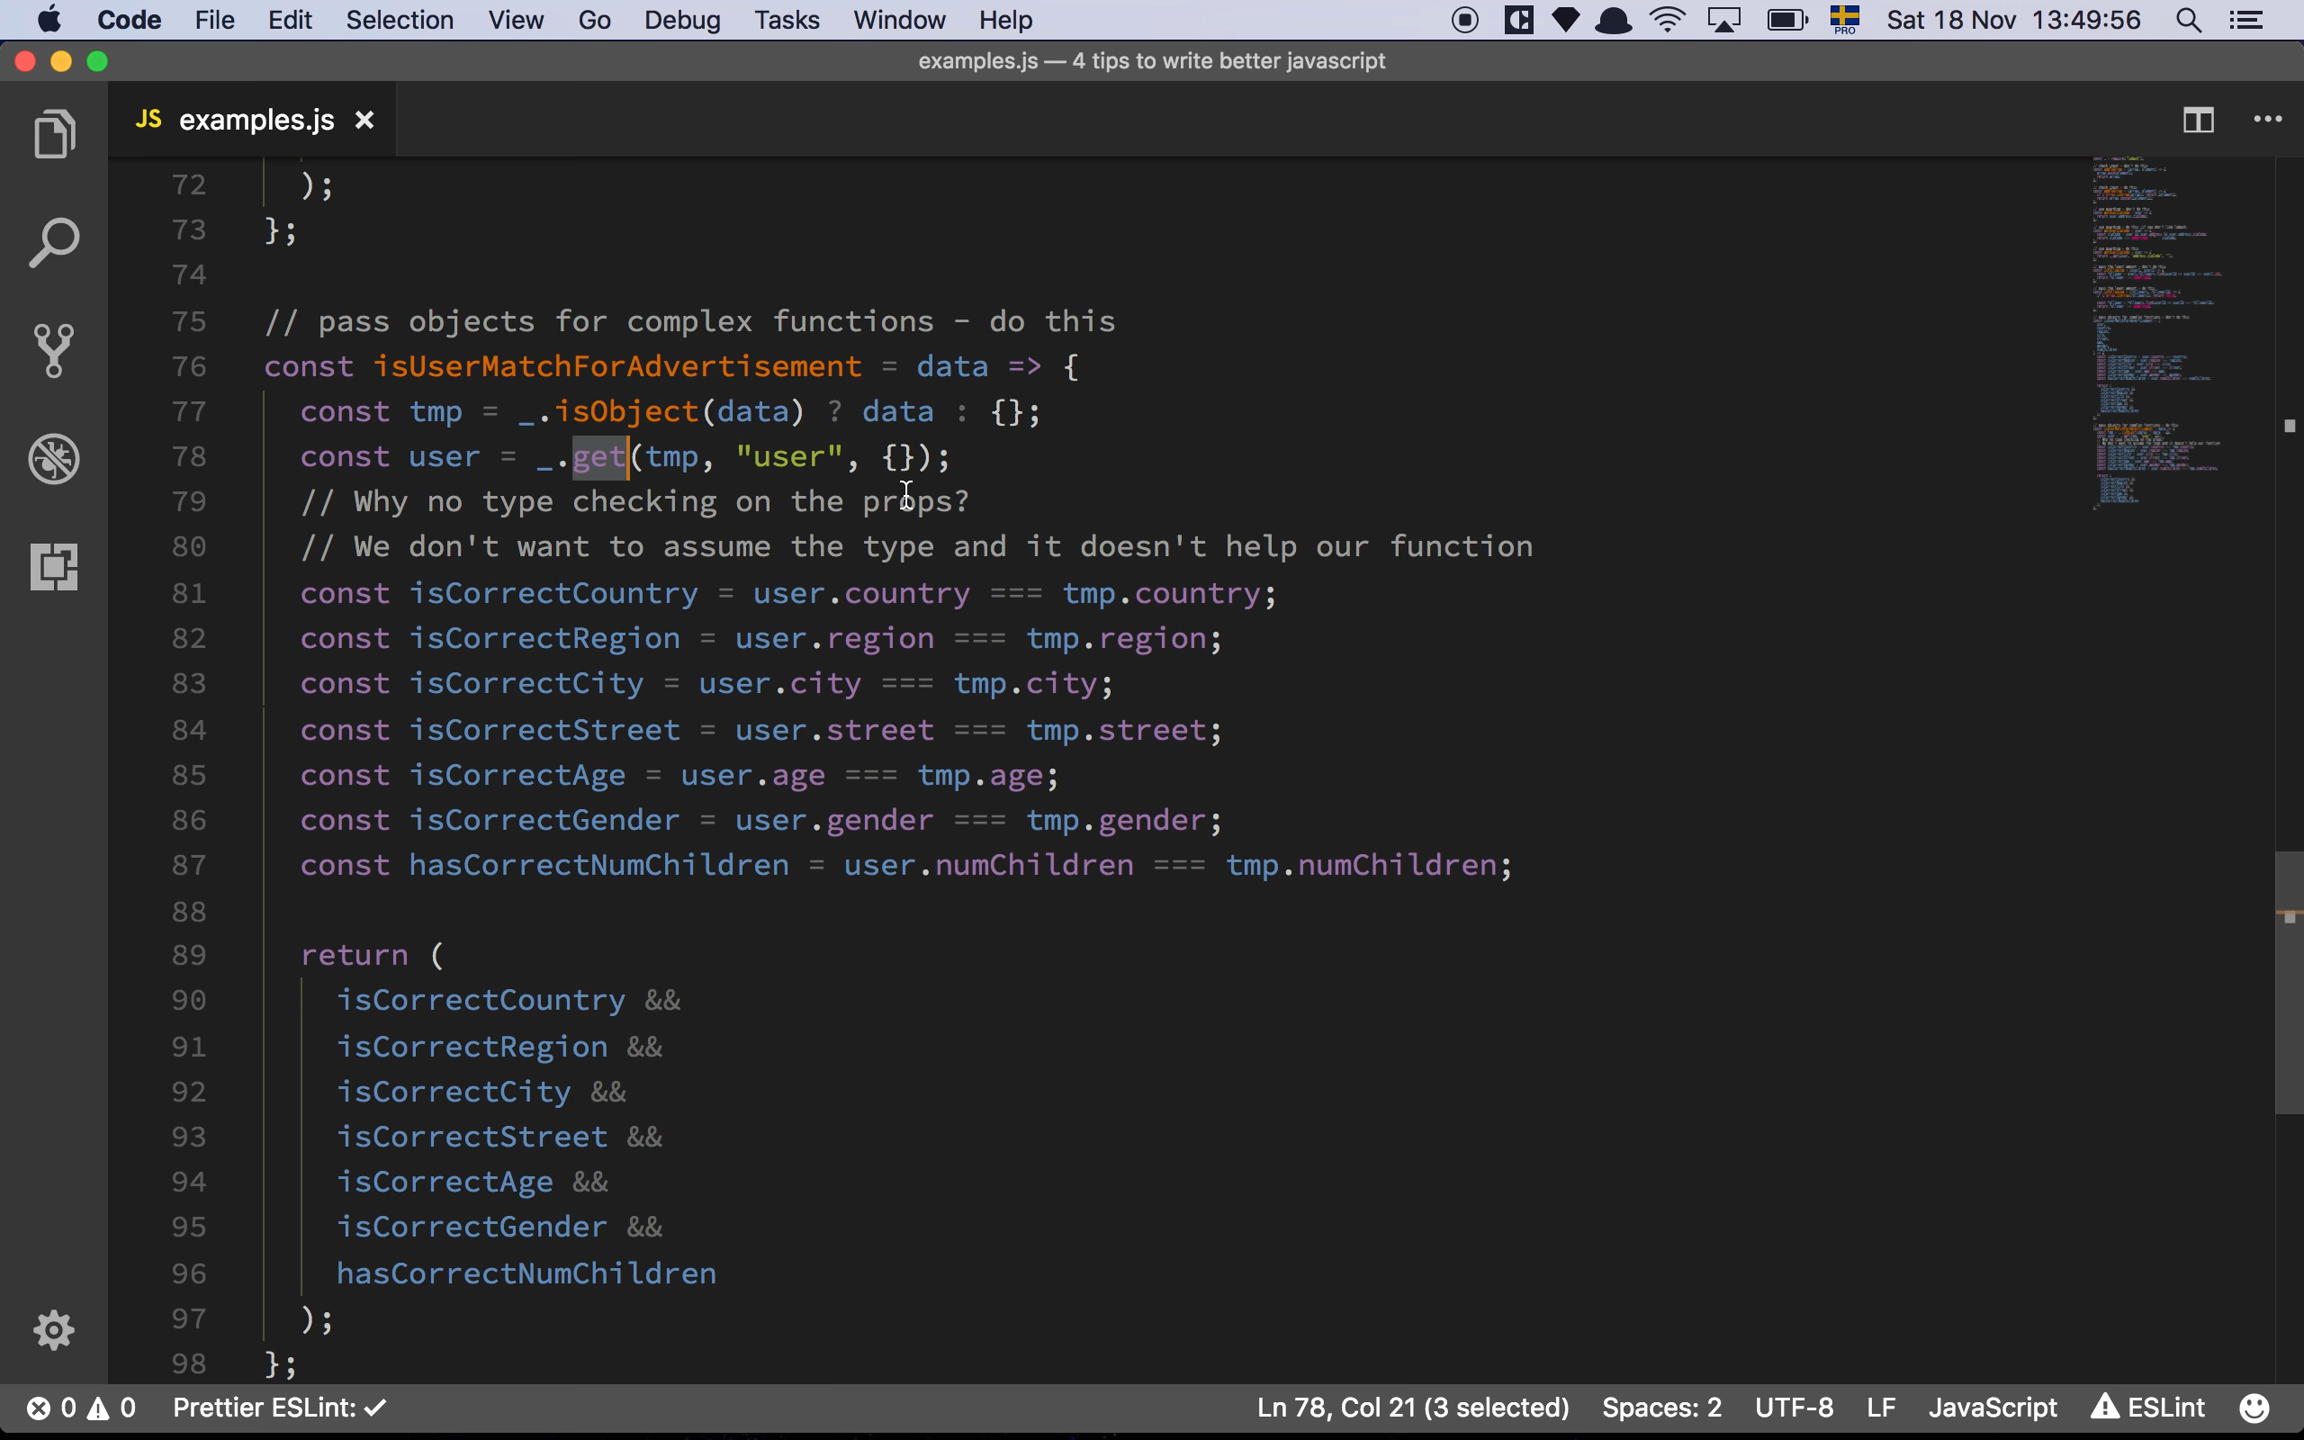 Code File Edit Selection View Go Debug Tasks Window Help PRO Sat 18 Nov 13:49:56
examples.js — 4 tips to write better javascript
JS examples.js ×
72 );
73 };
74
75 // pass objects for complex functions - do this
76 const isUserMatchForAdvertisement = data => {
77 const tmp = _.isObject(data) ? data : {};
78 const user = _.get(tmp, "user", {});
79 // Why no type checking on the props?
80 // We don't want to assume the type and it doesn't help our function
81 const isCorrectCountry = user.country === tmp.country;
82 const isCorrectRegion = user.region === tmp.region;
83 const isCorrectCity = user.city === tmp.city;
84 const isCorrectStreet = user.street === tmp.street;
85 const isCorrectAge = user.age === tmp.age;
86 const isCorrectGender = user.gender === tmp.gender;
87 const hasCorrectNumChildren = user.numChildren === tmp.numChildren;
88
89 return (
90 isCorrectCountry &&
91 isCorrectRegion &&
92 isCorrectCity &&
93 isCorrectStreet &&
94 isCorrectAge &&
95 isCorrectGender &&
96 hasCorrectNumChildren
97 );
98 };
0 0 Prettier ESLint: ✓ Ln 78, Col 21 (3 selected) Spaces: 2 UTF-8 LF JavaScript ESLint